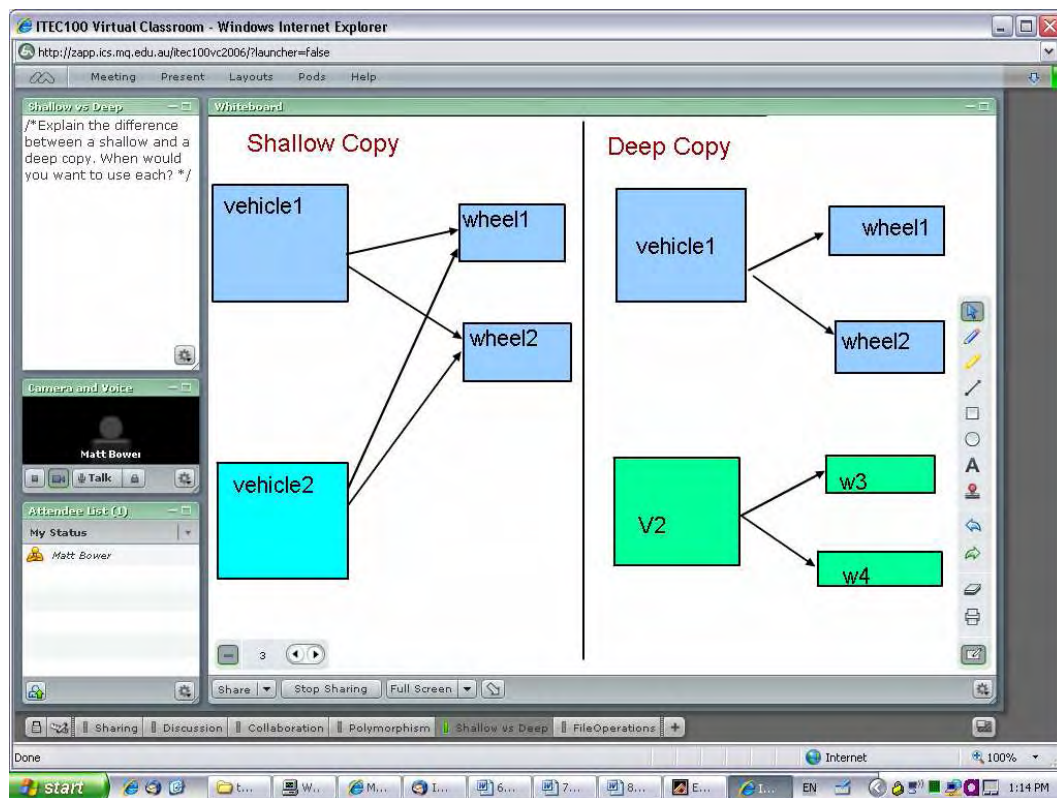 ITEC100 Virtual Classroom - Windows Internet Explorer
http://zapp.ics.mq.edu.au/itec100vc2006/?launcher=false
Meeting Present Layouts Pods Help
Shallow vs Deep
/*Explain the difference
between a shallow and a
deep copy. When would
you want to use each? */
Camera and Voice
Matt Bower
Talk
Attendee List (1)
My Status
Matt Bower
Whiteboard
Shallow Copy
vehicle1
wheel1
wheel2
vehicle2
Deep Copy
vehicle1
wheel1
wheel2
V2
w3
w4
A
3
Share Stop Sharing Full Screen
Sharing Discussion Collaboration Polymorphism Shallow vs Deep FileOperations +
Done Internet 100%
start t... W... M... I... 6... 7... 8... E... I... EN 1:14 PM